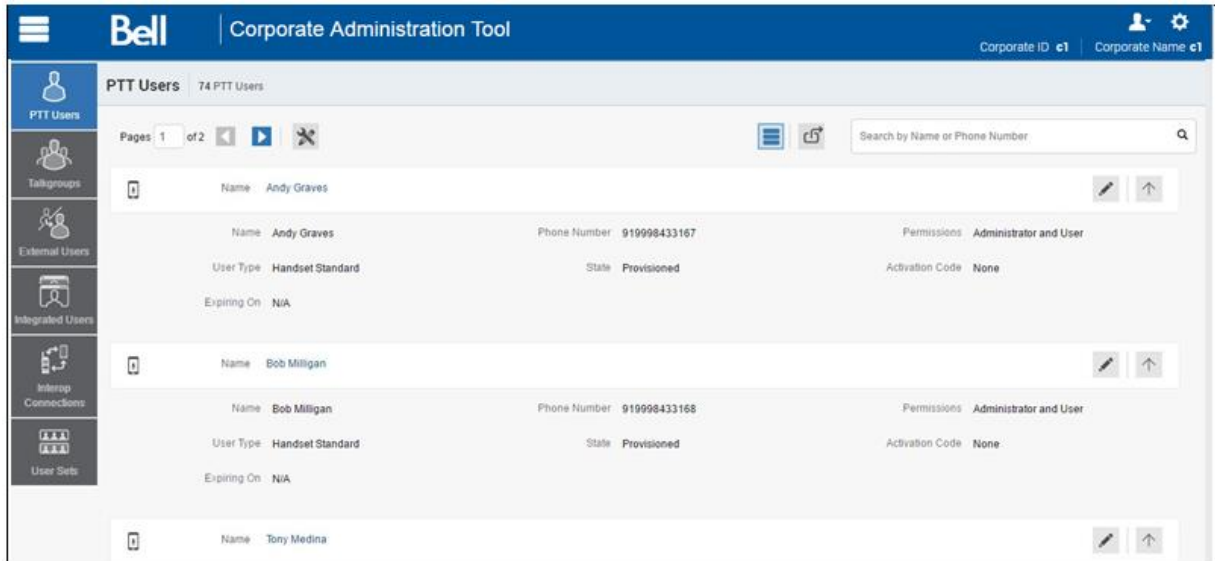 Bell Corporate Administration Tool
Corporate ID c1 Corporate Name c1
PTT Users
Talkgroups
External Users
Integrated Users
Interop
Connections
User Sets
PTT Users 74 PTT Users
Pages 1 of 2 Search by Name or Phone Number
Name Andy Graves
Name Andy Graves Phone Number 919998433167 Permissions Administrator and User
User Type Handset Standard State Provisioned Activation Code None
Expiring On N/A
Name Bob Milligan
Name Bob Milligan Phone Number 919998433168 Permissions Administrator and User
User Type Handset Standard State Provisioned Activation Code None
Expiring On N/A
Name Tony Medina